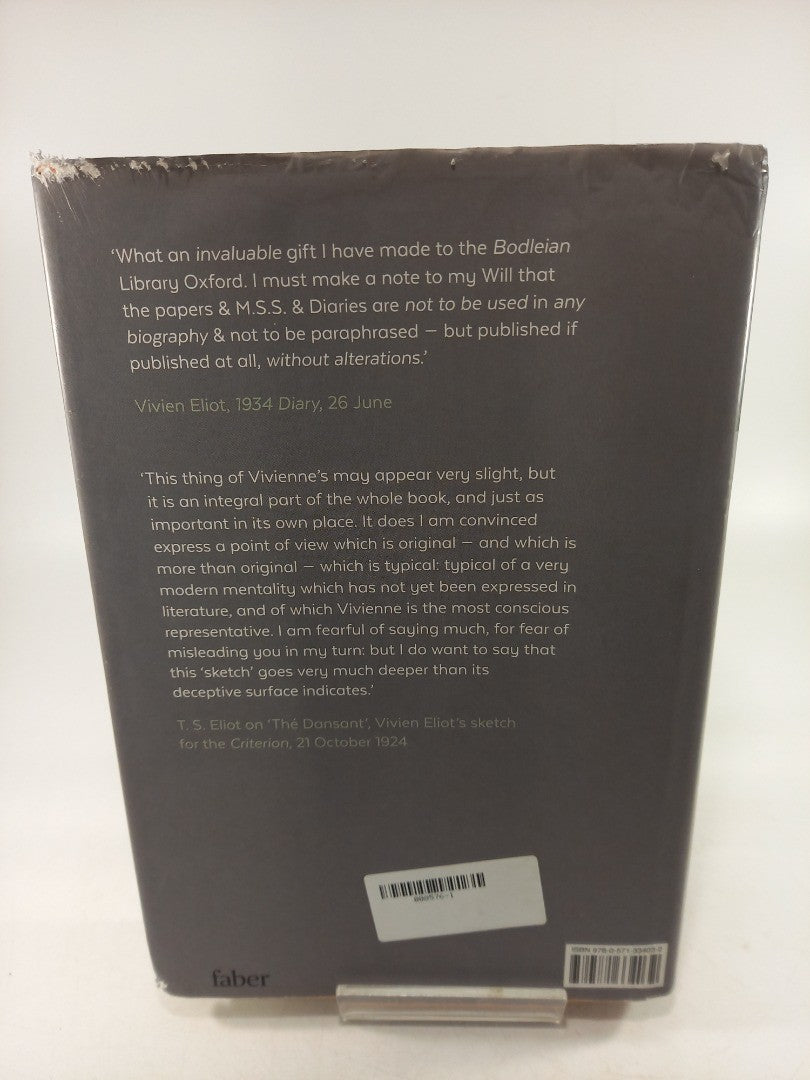 ‘What an invaluable gift I have made to the Bodleian
Library Oxford. I must make a note to my Will that
the papers & M.S.S. & Diaries are not to be used in any
biography & not to be paraphrased – but published if
published at all, without alterations.’
Vivien Eliot, 1934 Diary, 26 June
‘This thing of Vivienne’s may appear very slight, but
it is an integral part of the whole book, and just as
important in its own place. It does I am convinced
express a point of view which is original – and which is
more than original – which is typical: typical of a very
modern mentality which has not yet been expressed in
literature, and of which Vivienne is the most conscious
representative. I am fearful of saying much, for fear of
misleading you in my turn: but I do want to say that
this ‘sketch’ goes very much deeper than its
deceptive surface indicates.’
T. S. Eliot on ‘Thé Dansant’, Vivien Eliot’s sketch
for the Criterion, 21 October 1924
000576-1
ISBN 978-0-571-33403-2
faber